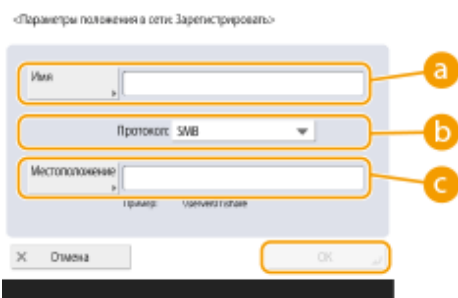 <Параметры положения в сети: Зарегистрировать>
Имя
a
Протокол: SMB
b
Местоположение
c
Пример:
Отмена
OK